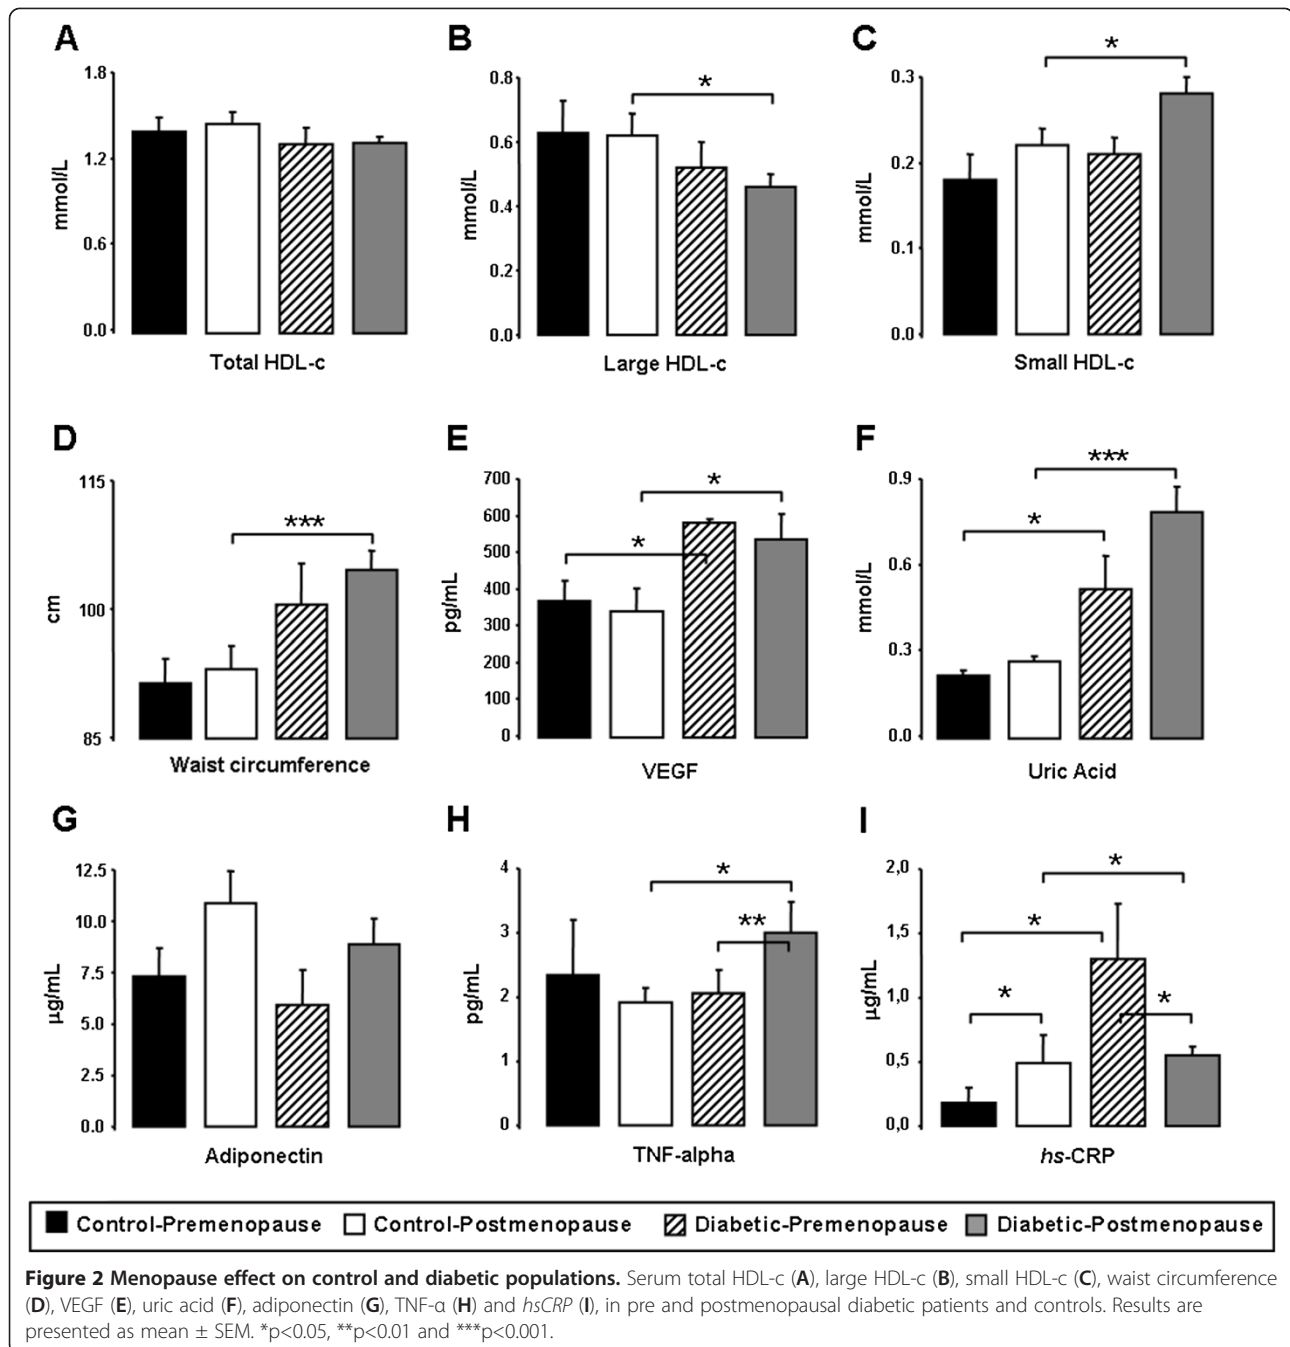 A
1.8
1.2
0.6
0.0
mmol/L
Total HDL-c
B
0.8
0.6
0.4
0.2
0.0
mmol/L
*
Large HDL-c
C
0.3
0.2
0.1
0.0
mmol/L
*
Small HDL-c
D
115
100
85
cm
***
Waist circumference
E
700
600
500
400
300
200
100
0
pg/mL
*
*
VEGF
F
0.9
0.6
0.3
0.0
mmol/L
***
*
Uric Acid
G
12.5
10.0
7.5
5.0
2.5
0.0
µg/mL
Adiponectin
H
4
3
2
1
0
pg/mL
*
**
TNF-alpha
I
2,0
1,5
1,0
0,5
0,0
µg/mL
*
*
*
*
hs-CRP
Control-Premenopause Control-Postmenopause Diabetic-Premenopause Diabetic-Postmenopause
Figure 2 Menopause effect on control and diabetic populations. Serum total HDL-c (A), large HDL-c (B), small HDL-c (C), waist circumference
(D), VEGF (E), uric acid (F), adiponectin (G), TNF-α (H) and hsCRP (I), in pre and postmenopausal diabetic patients and controls. Results are
presented as mean ± SEM. *p<0.05, **p<0.01 and ***p<0.001.